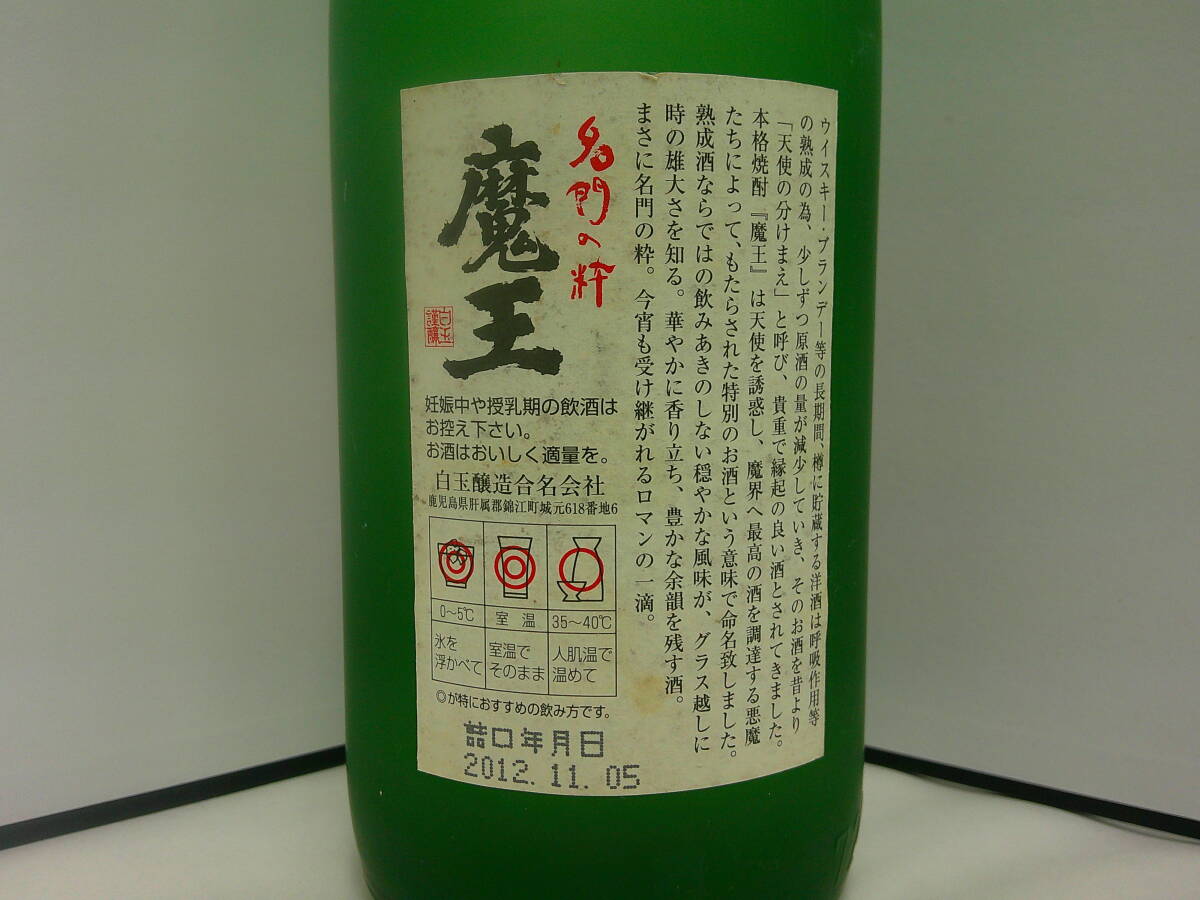 ウイスキー・ブランデー等の長期間、樽に貯蔵する洋酒は呼吸作用等
の熟成の為、少しずつ原酒の量が減少していき、そのお酒を昔より
「天使の分けまえ」と呼び、貴重で縁起の良い酒とされてきました。
本格焼酎『魔王』は天使を誘惑し、魔界へ最高の酒を調達する悪魔
たちによって、もたらされた特別のお酒という意味で命名致しました。
熟成酒ならではの飲みあきのしない穏やかな風味が、グラス越しに
時の雄大さを知る。華やかに香り立ち、豊かな余韻を残す酒。
まさに名門の粋。今宵も受け継がれるロマンの一滴。
名門の粋
魔王
白玉
謹醸
妊娠中や授乳期の飲酒は
お控え下さい。
お酒はおいしく適量を。
白玉醸造合名会社
鹿児島県肝属郡錦江町城元618番地6
0〜5℃ 室温 35〜40℃
氷を
浮かべて
室温で
そのまま
人肌温で
温めて
◎が特におすすめの飲み方です。
詰口年月日
2012.11.05